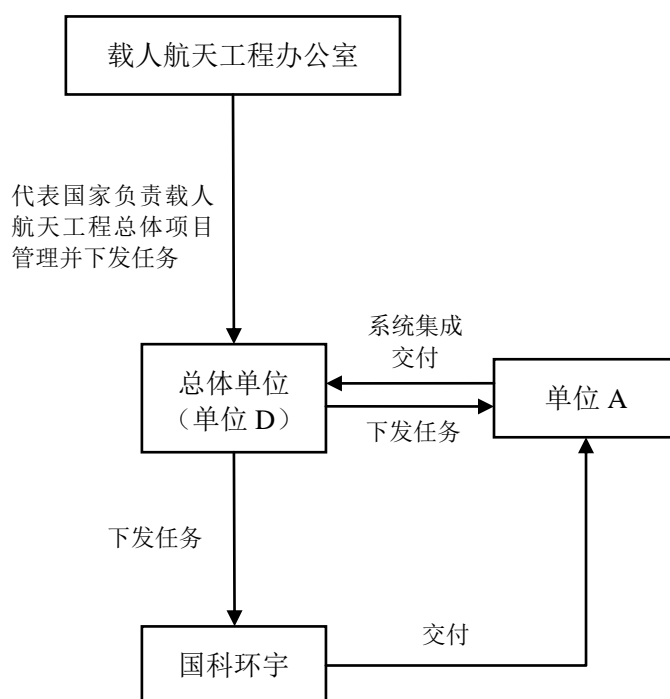 载人航天工程办公室
代表国家负责载人
航天工程总体项目
管理并下发任务
系统集成
交付
总体单位
（单位 D）
单位 A
下发任务
下发任务
国科环宇
交付